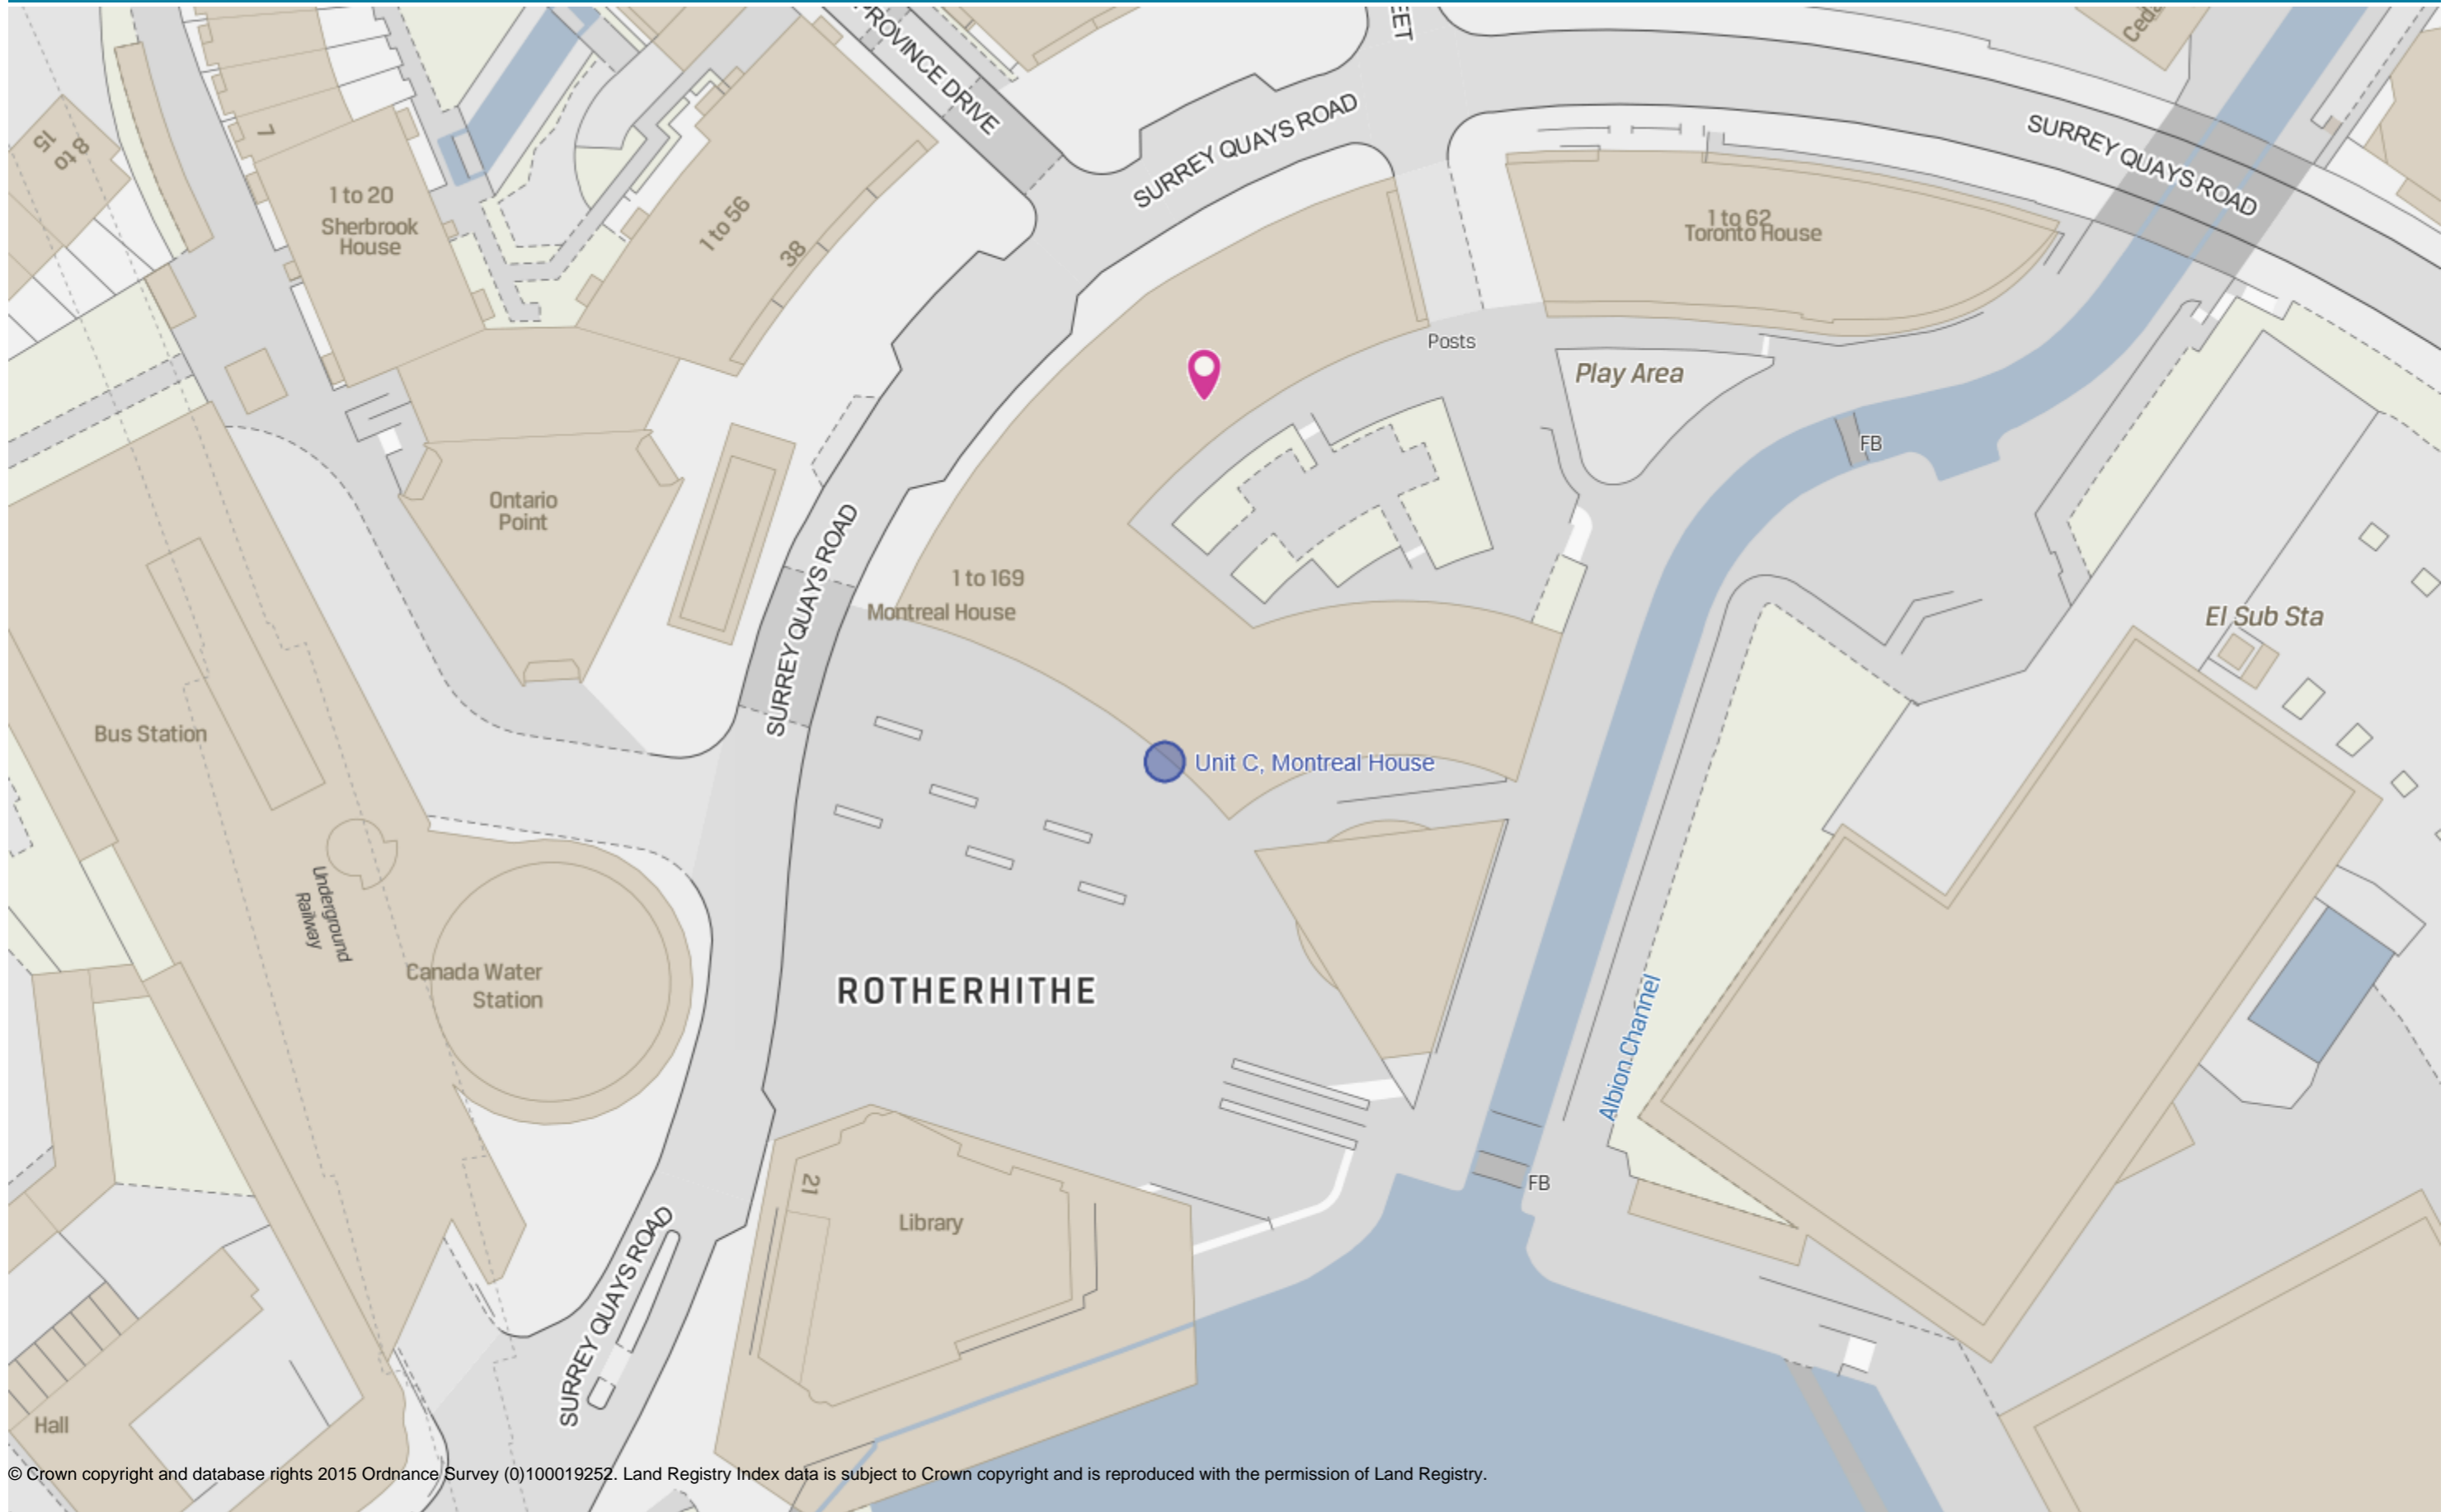 PROVINCE DRIVE
SURREY QUAYS ROAD
SURREY QUAYS ROAD
7
8 to
15
1 to 20
Sherbrook
House
1 to 56
38
1 to 62
Toronto House
Posts
Play Area
FB
Ontario
Point
SURREY QUAYS ROAD
1 to 169
Montreal House
El Sub Sta
Bus Station
Unit C, Montreal House
Underground
Railway
Canada Water
Station
ROTHERHITHE
Albion Channel
21
Library
FB
SURREY QUAYS ROAD
Hall
© Crown copyright and database rights 2015 Ordnance Survey (0)100019252. Land Registry Index data is subject to Crown copyright and is reproduced with the permission of Land Registry.